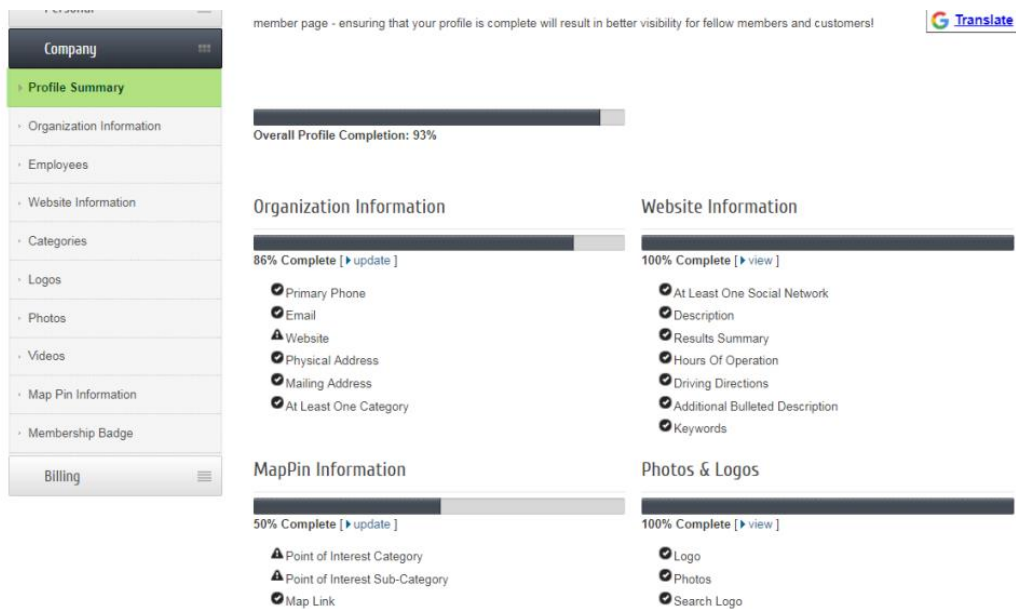 member page - ensuring that your profile is complete will result in better visibility for fellow members and customers!
Translate
Company
Profile Summary
Organization Information
Employees
Website Information
Categories
Logos
Photos
Videos
Map Pin Information
Membership Badge
Billing
Overall Profile Completion: 93%
Organization Information
86% Complete [ update ]
Primary Phone
Email
Website
Physical Address
Mailing Address
At Least One Category
Website Information
100% Complete [ view ]
At Least One Social Network
Description
Results Summary
Hours Of Operation
Driving Directions
Additional Bulleted Description
Keywords
MapPin Information
50% Complete [ update ]
Point of Interest Category
Point of Interest Sub-Category
Map Link
Photos & Logos
100% Complete [ view ]
Logo
Photos
Search Logo